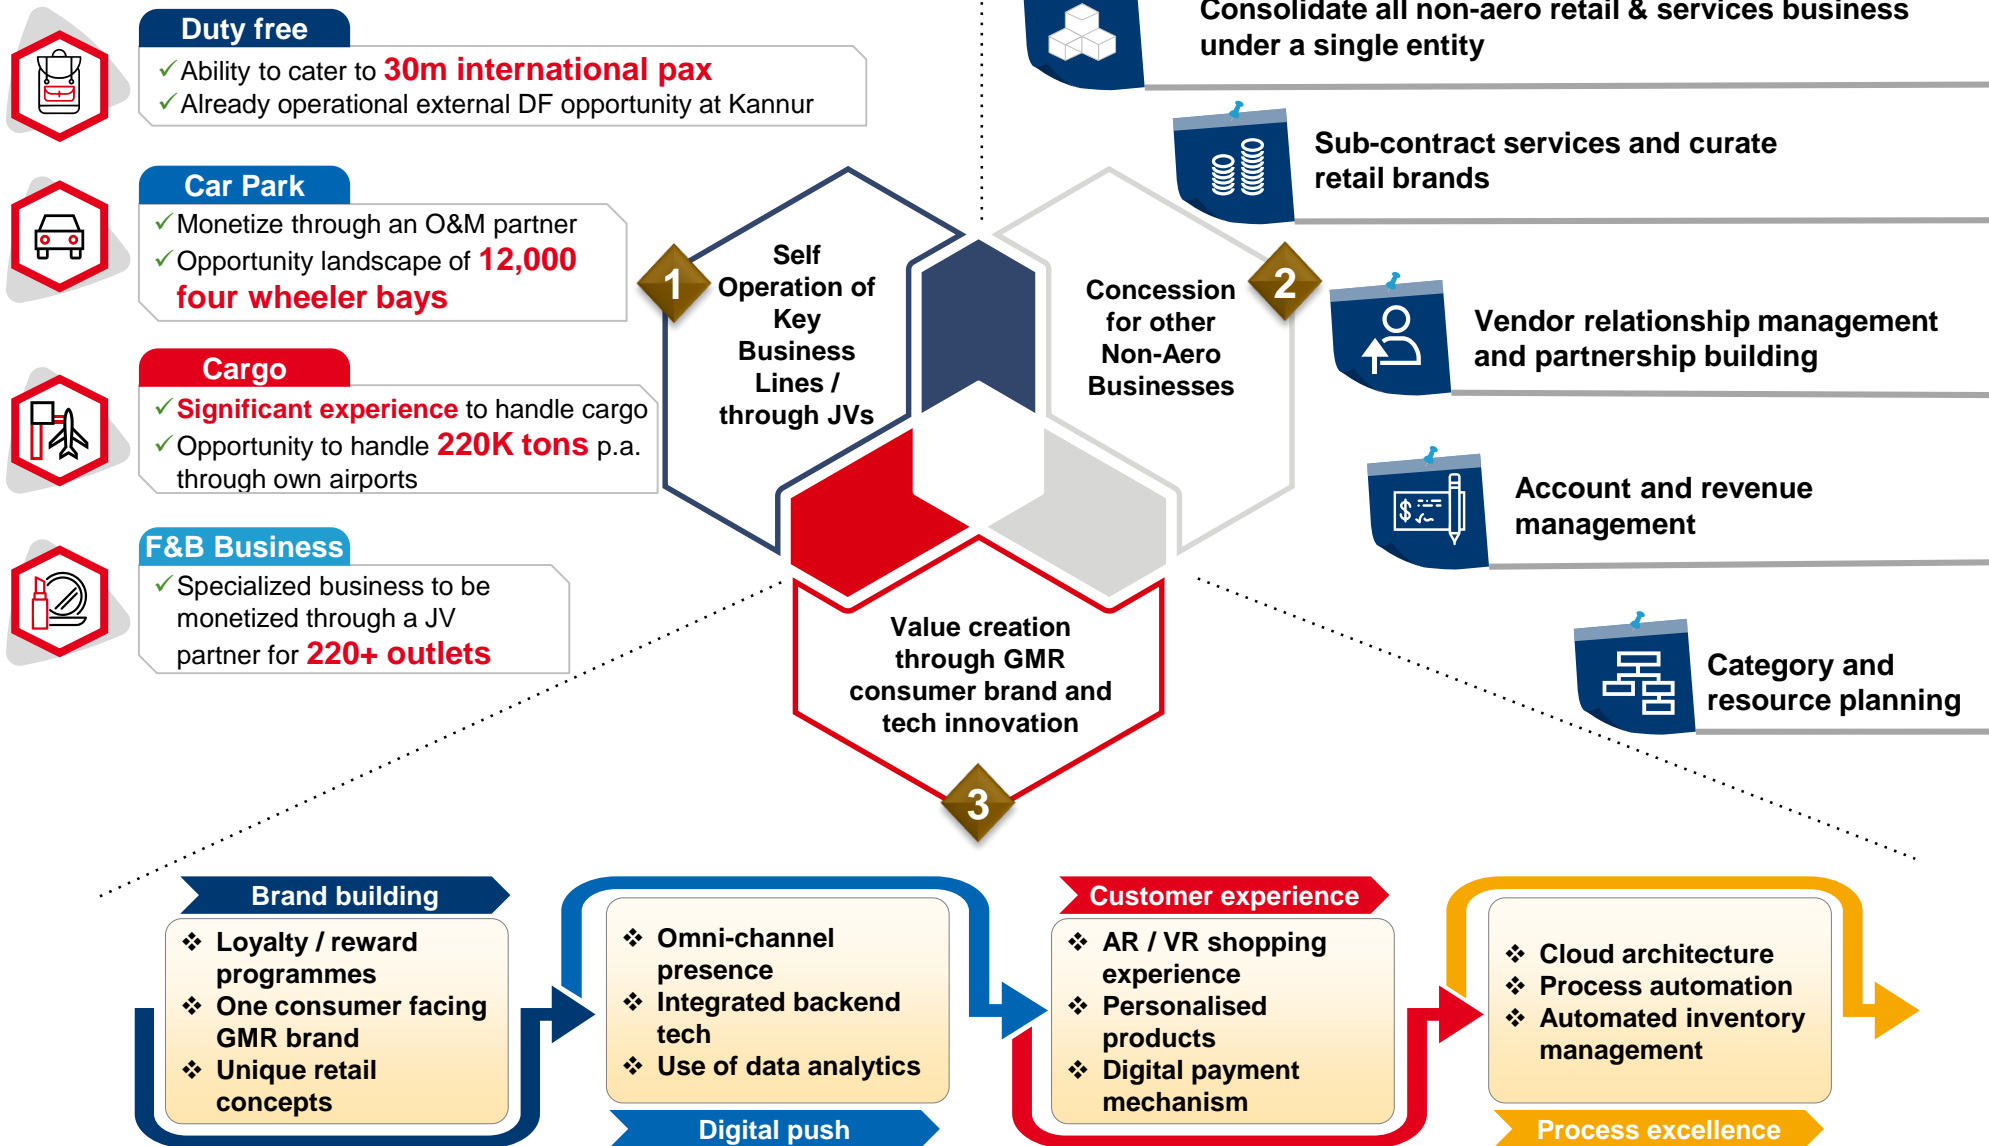 Duty free
✓ Ability to cater to 30m international pax
✓ Already operational external DF opportunity at Kannur
Car Park
✓ Monetize through an O&M partner
✓ Opportunity landscape of 12,000
four wheeler bays
Cargo
✓ Significant experience to handle cargo
✓ Opportunity to handle 220K tons p.a.
through own airports
F&B Business
✓ Specialized business to be
monetized through a JV
partner for 220+ outlets
1
Self
Operation of
Key
Business
Lines /
through JVs
2
Concession
for other
Non-Aero
Businesses
Consolidate all non-aero retail & services business
under a single entity
Sub-contract services and curate
retail brands
Vendor relationship management
and partnership building
$
Account and revenue
management
Category and
resource planning
Value creation
through GMR
consumer brand and
tech innovation
3
Brand building
❖ Loyalty / reward
programmes
❖ One consumer facing
GMR brand
❖ Unique retail
concepts
❖ Omni-channel
presence
❖ Integrated backend
tech
❖ Use of data analytics
Digital push
Customer experience
❖ AR / VR shopping
experience
❖ Personalised
products
❖ Digital payment
mechanism
❖ Cloud architecture
❖ Process automation
❖ Automated inventory
management
Process excellence